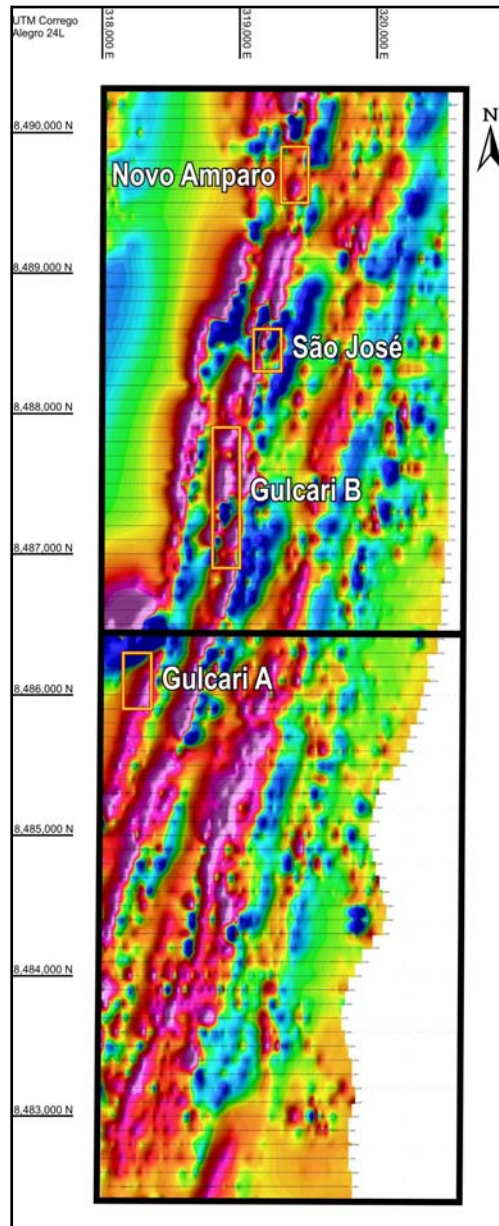 UTM Corrego
Alegro 24L
318,000 E
319,000 E
320,000 E
N
8,490,000 N
Novo Amparo
8,489,000 N
São José
8,488,000 N
Gulcari B
8,487,000 N
Gulcari A
8,486,000 N
8,485,000 N
8,484,000 N
8,483,000 N